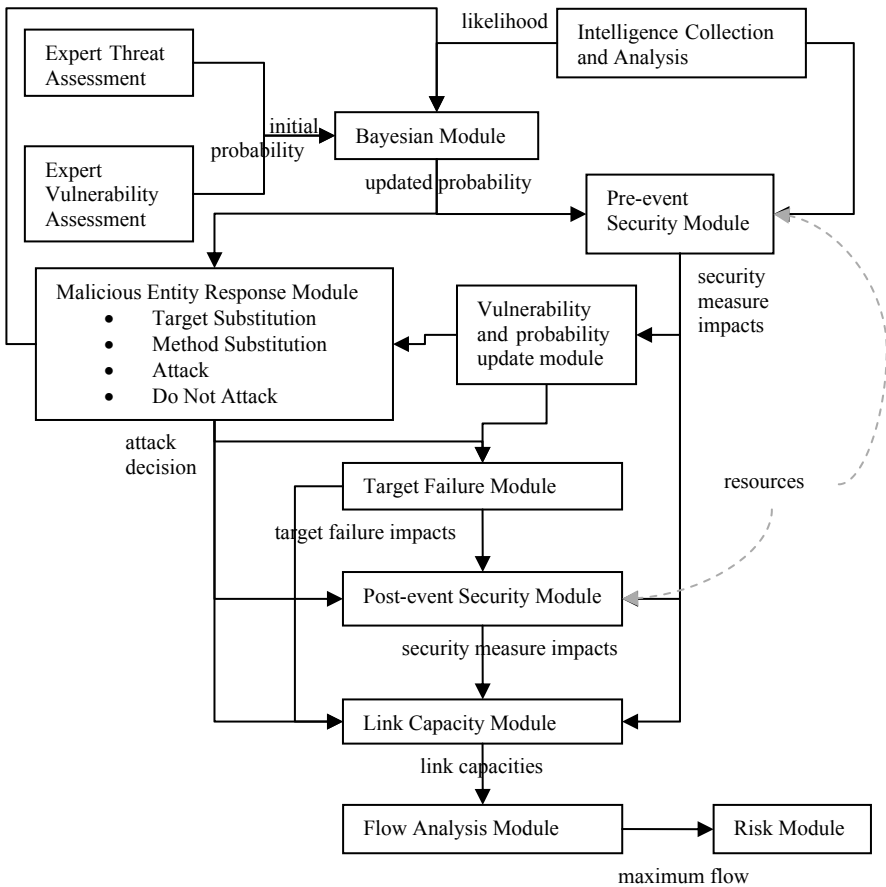 likelihood
Intelligence Collection
and Analysis
Expert Threat
Assessment
initial
probability
Bayesian Module
Expert
Vulnerability
Assessment
updated probability
Pre-event
Security Module
Malicious Entity Response Module
• Target Substitution
• Method Substitution
• Attack
• Do Not Attack
Vulnerability
and probability
update module
security
measure
impacts
attack
decision
Target Failure Module
resources
target failure impacts
Post-event Security Module
security measure impacts
Link Capacity Module
link capacities
Flow Analysis Module
Risk Module
maximum flow